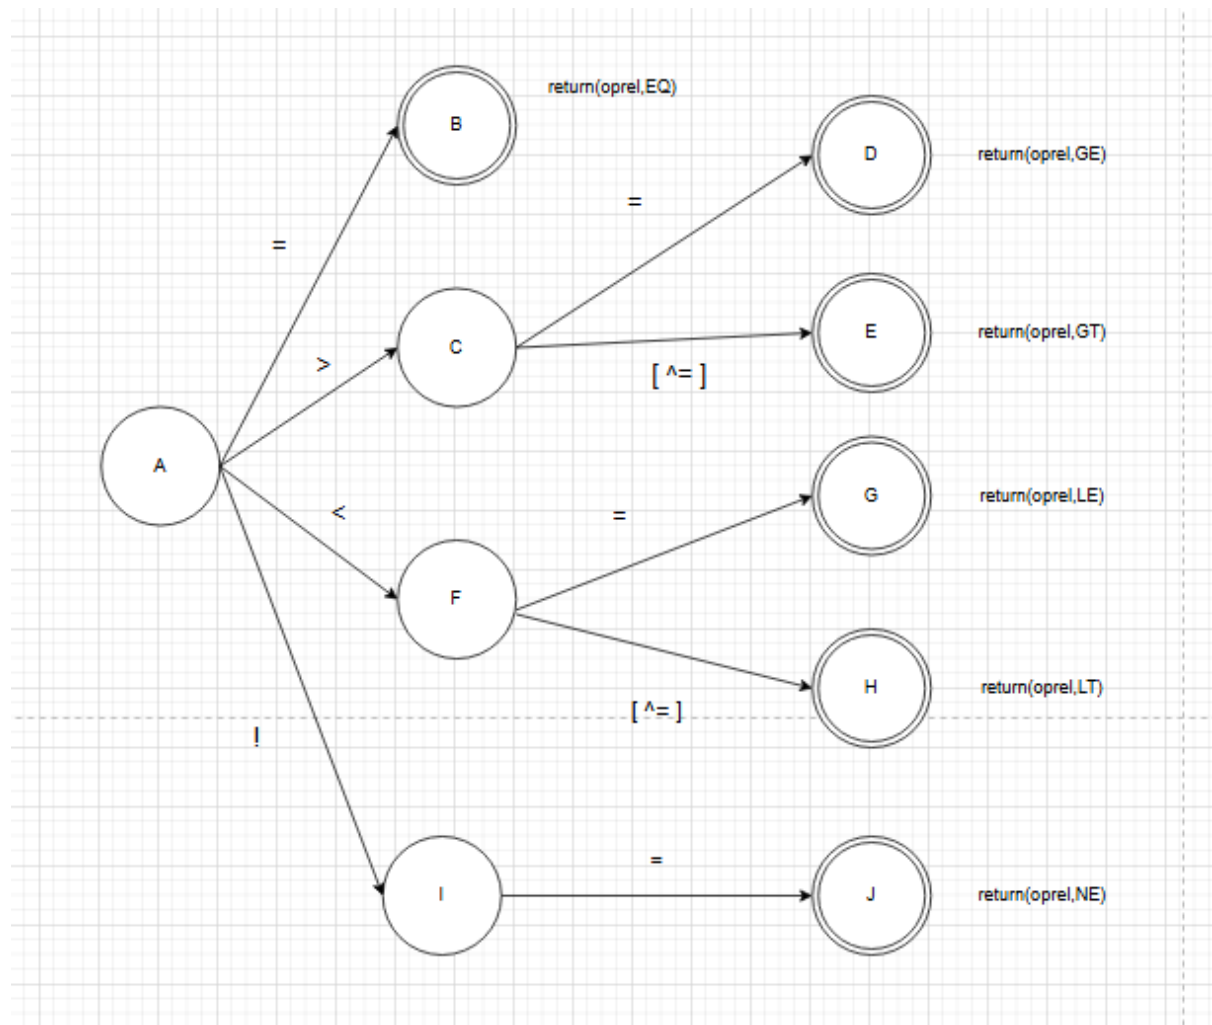 return(oprel,EQ)
B
D
return(oprel,GE)
=
=
E
return(oprel,GT)
C
>
[ ^= ]
A
G
return(oprel,LE)
<
=
F
H
return(oprel,LT)
[ ^= ]
!
=
I
J
return(oprel,NE)